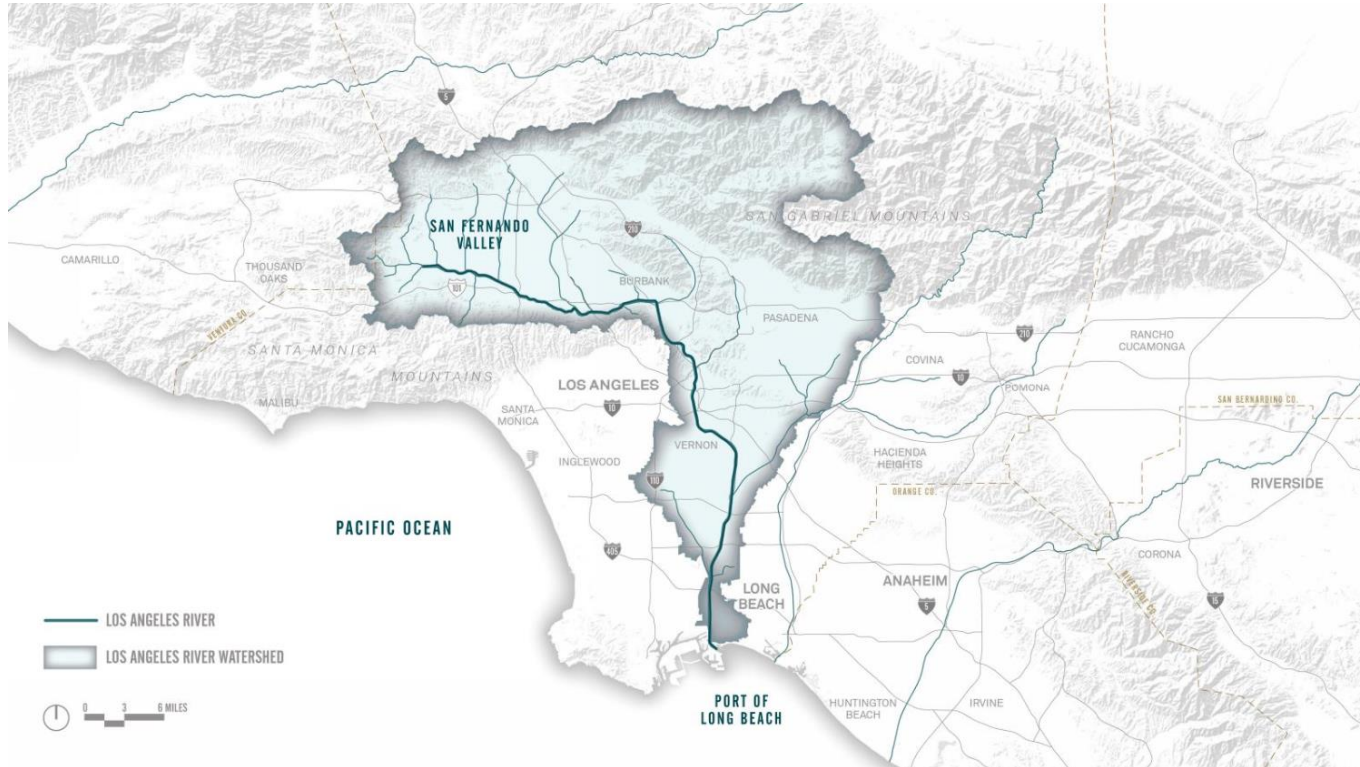 5
SAN FERNANDO
VALLEY
210
SAN GABRIEL MOUNTAINS
CAMARILLO
THOUSAND
OAKS
101
BURBANK
PASADENA
VENTURA CO.
SANTA MONICA
MOUNTAINS
MALIBU
LOS ANGELES
10
SANTA
MONICA
COVINA
210
10
POMONA
RANCHO
CUCAMONGA
SAN BERNARDINO CO.
VERNON
INGLEWOOD
110
HACIENDA
HEIGHTS
ORANGE CO.
RIVERSIDE
PACIFIC OCEAN
405
LONG
BEACH
ANAHEIM
5
CORONA
15
RIVERSIDE CO.
LOS ANGELES RIVER
LOS ANGELES RIVER WATERSHED
0 3 6 MILES
PORT OF
LONG BEACH
HUNTINGTON
BEACH
IRVINE